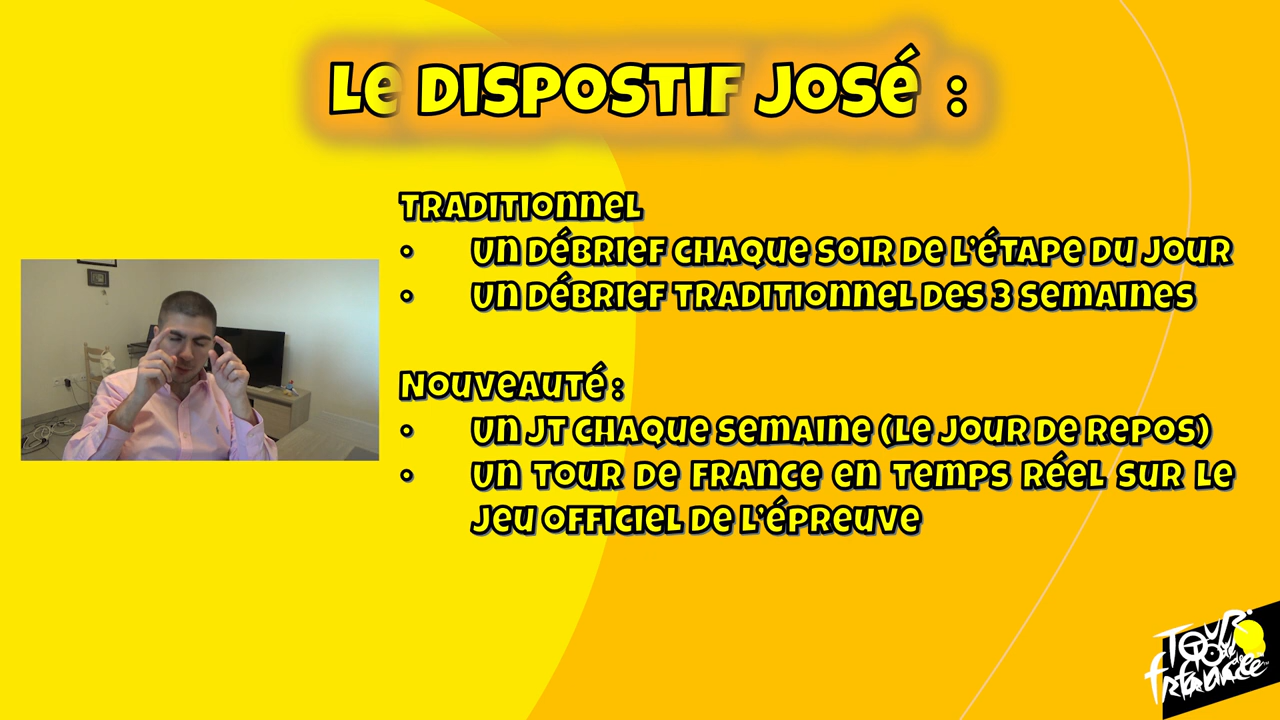 Le DISPOSTIF José :
Traditionnel
• Un débrief chaque soir de l'étape du jour
• Un débrief traditionnel des 3 semaines
Nouveauté :
• Un JT chaque semaine (le jour de repos)
• Un Tour de France en temps réel sur le
jeu officiel de l'épreuve
TOUR
de
france